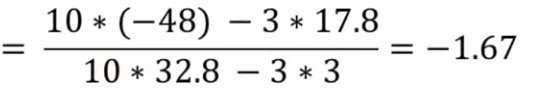 = 10 * (−48) − 3 * 17.8
10 * 32.8 − 3 * 3 = −1.67